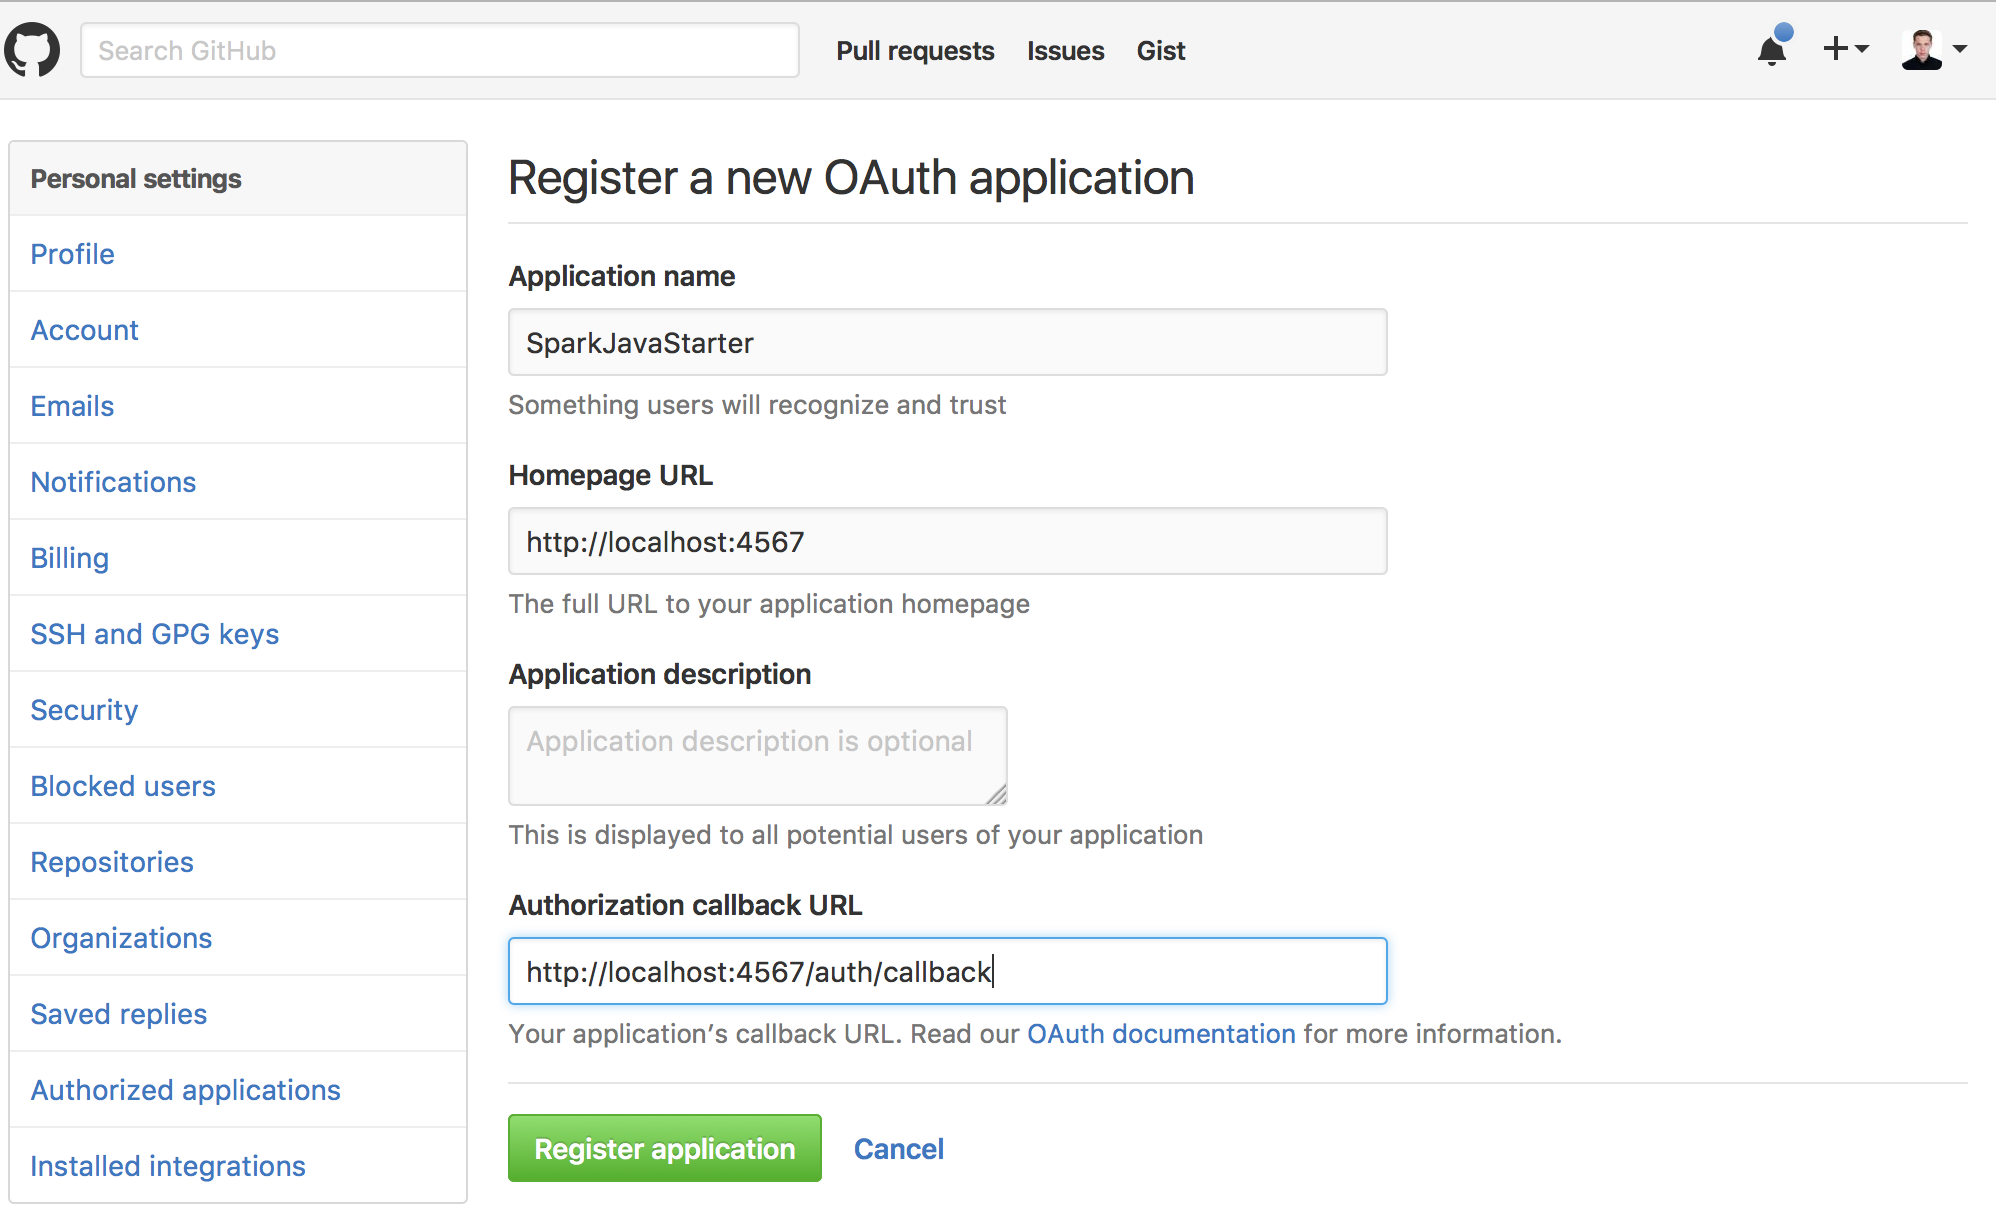 Search GitHub
Pull requests Issues Gist
Personal settings
Profile
Account
Emails
Notifications
Billing
SSH and GPG keys
Security
Blocked users
Repositories
Organizations
Saved replies
Authorized applications
Installed integrations
Register a new OAuth application
Application name
SparkJavaStarter
Something users will recognize and trust
Homepage URL
http://localhost:4567
The full URL to your application homepage
Application description
Application description is optional
This is displayed to all potential users of your application
Authorization callback URL
http://localhost:4567/auth/callback
Your application’s callback URL. Read our OAuth documentation for more information.
Register application Cancel